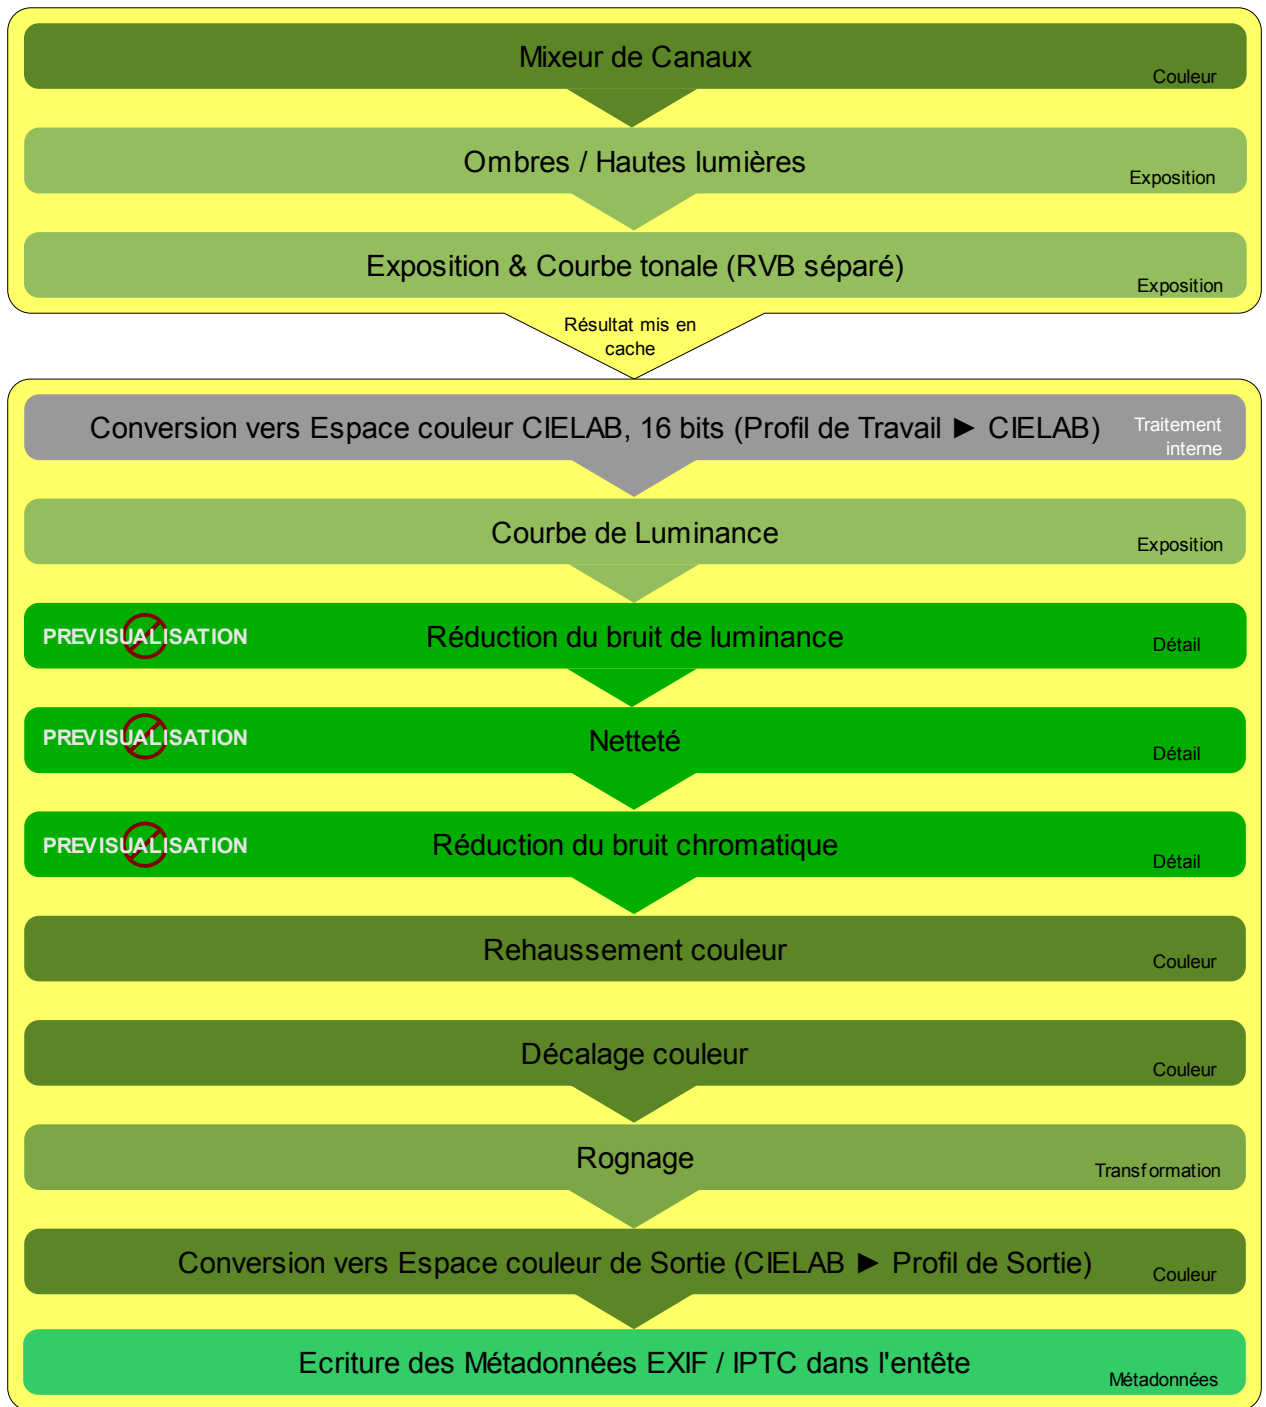 Mixeur de Canaux
Couleur
Ombres / Hautes lumières
Exposition
Exposition & Courbe tonale (RVB séparé)
Exposition
Résultat mis en
cache
Conversion vers Espace couleur CIELAB, 16 bits (Profil de Travail ► CIELAB)
Traitement
interne
Courbe de Luminance
Exposition
PREVISUALISATION
Réduction du bruit de luminance
Détail
PREVISUALISATION
Netteté
Détail
PREVISUALISATION
Réduction du bruit chromatique
Détail
Rehaussement couleur
Couleur
Décalage couleur
Couleur
Rognage
Transformation
Conversion vers Espace couleur de Sortie (CIELAB ► Profil de Sortie)
Couleur
Ecriture des Métadonnées EXIF / IPTC dans l'entête
Métadonnées